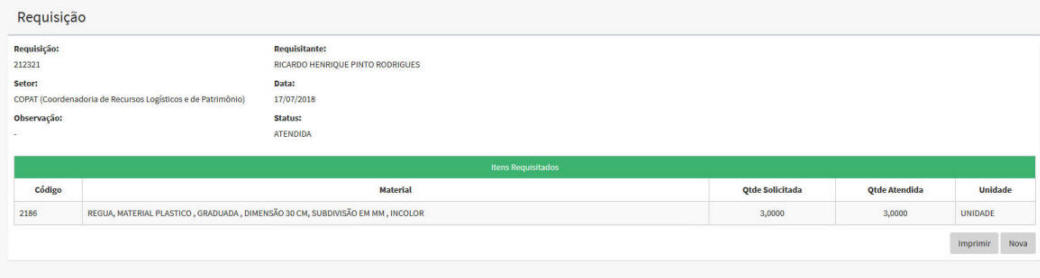 Requisição
Requisição: Requisitante:
212321 RICARDO HENRIQUE PINTO RODRIGUES
Setor: Data:
COPAT (Coordenadoria de Recursos Logísticos e de Patrimônio) 17/07/2018
Observação: Status:
- ATENDIDA
Itens Requisitados
Código Material Qtde Solicitada Qtde Atendida Unidade
2186 REGUA, MATERIAL PLASTICO , GRADUADA , DIMENSÃO 30 CM, SUBDIVISÃO EM MM , INCOLOR 3,0000 3,0000 UNIDADE
Imprimir Nova